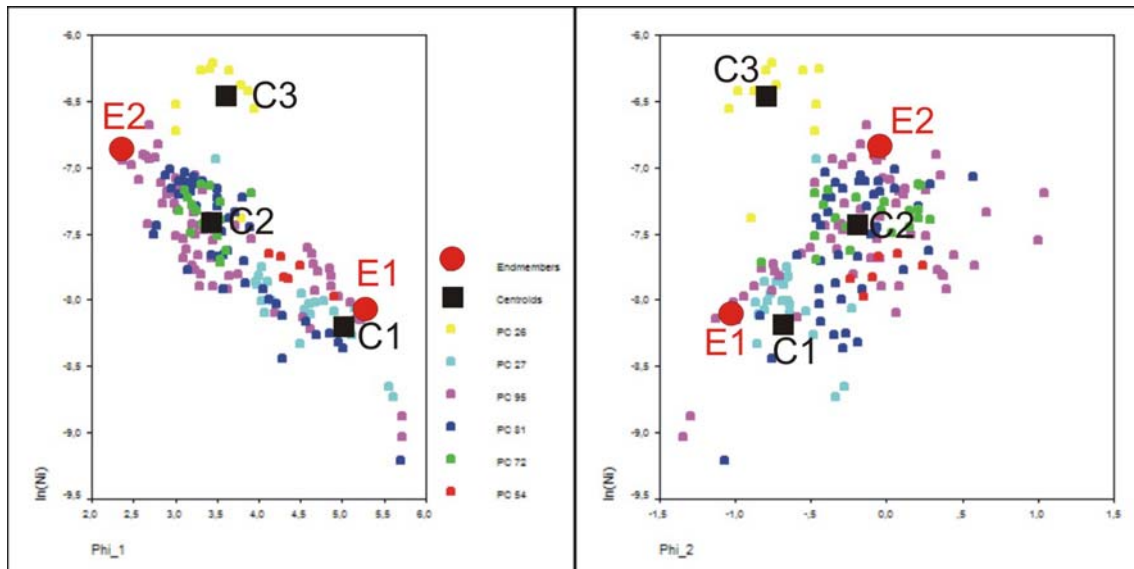 -6,0
-6,5
-7,0
-7,5
-8,0
-8,5
-9,0
-9,5
ln(Ni)
2,0 2,5 3,0 3,5 4,0 4,5 5,0 5,5 6,0
Phi_1
C3
E2
C2
E1
C1
Endmembers
Centroids
PC 26
PC 27
PC 95
PC 81
PC 72
PC 54
-6,0
-6,5
-7,0
-7,5
-8,0
-8,5
-9,0
-9,5
ln(Ni)
-1,5 -1,0 -,5 0,0 ,5 1,0 1,5
Phi_2
C3
E2
C2
E1
C1